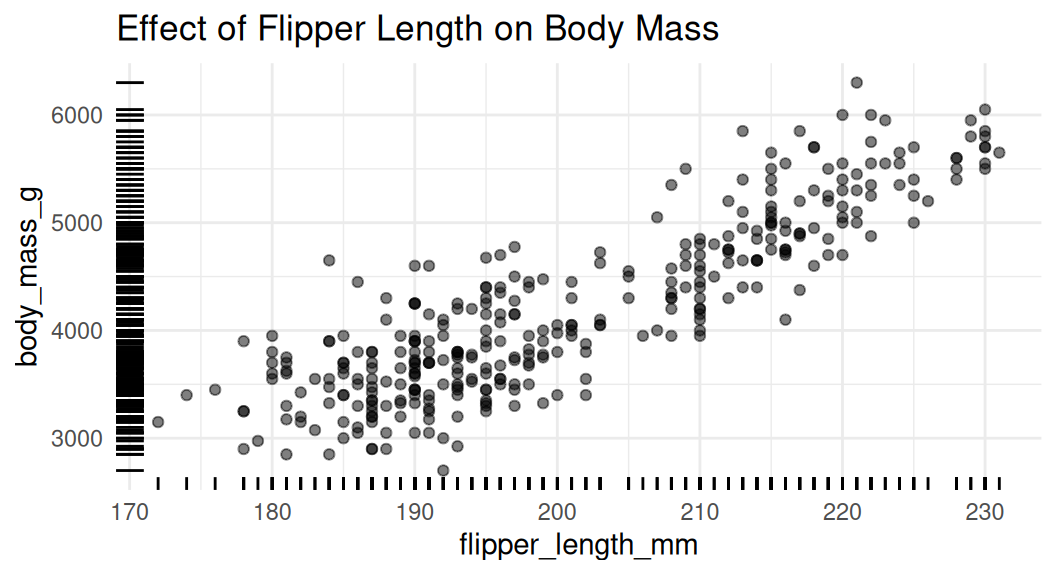 Effect of Flipper Length on Body Mass
body_mass_g
6000
5000
4000
3000
170 180 190 200 210 220 230
flipper_length_mm